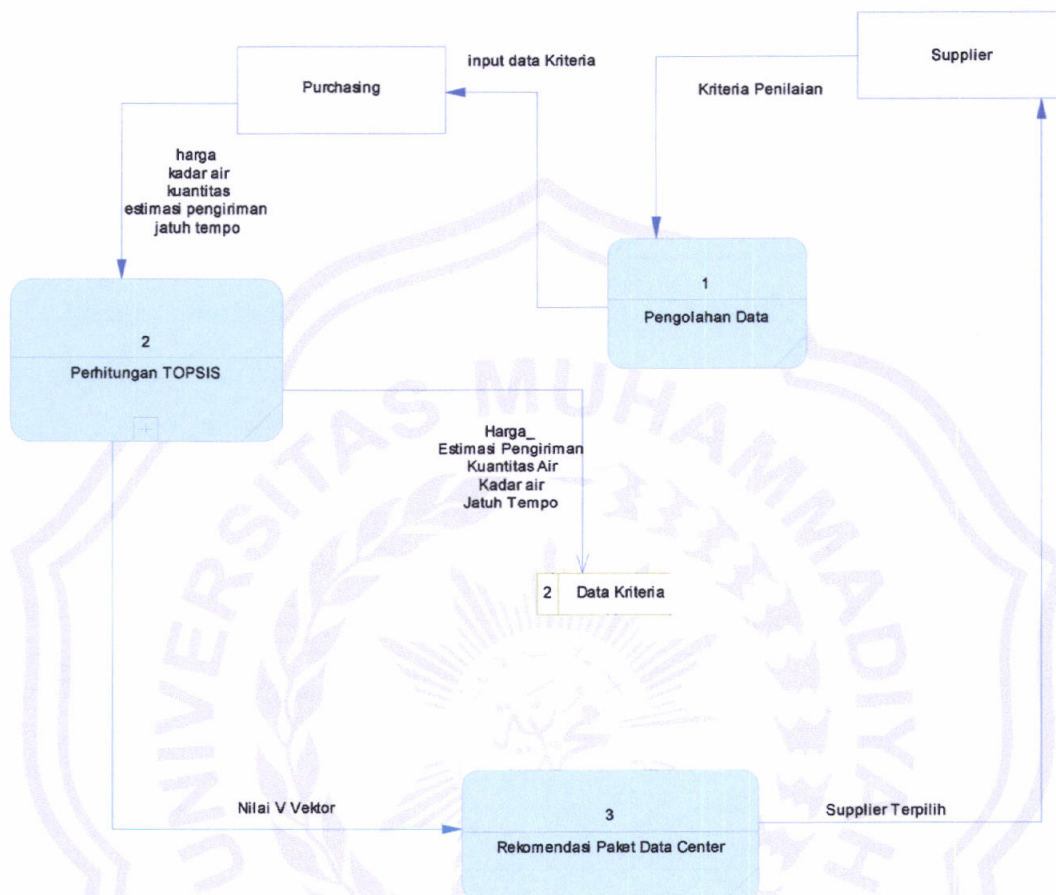 Supplier
input data Kriteria
Purchasing
Kriteria Penilaian
harga
kadar air
kuantitas
estimasi pengiriman
jatuh tempo
1
Pengolahan Data
2
Perhitungan TOPSIS
Harga_
Estimasi Pengiriman
Kuantitas Air
Kadar air
Jatuh Tempo
2 Data Kriteria
Nilai V Vektor
3
Rekomendasi Paket Data Center
Supplier Terpilih
UNIVERSITAS MUHAMMADIYAH